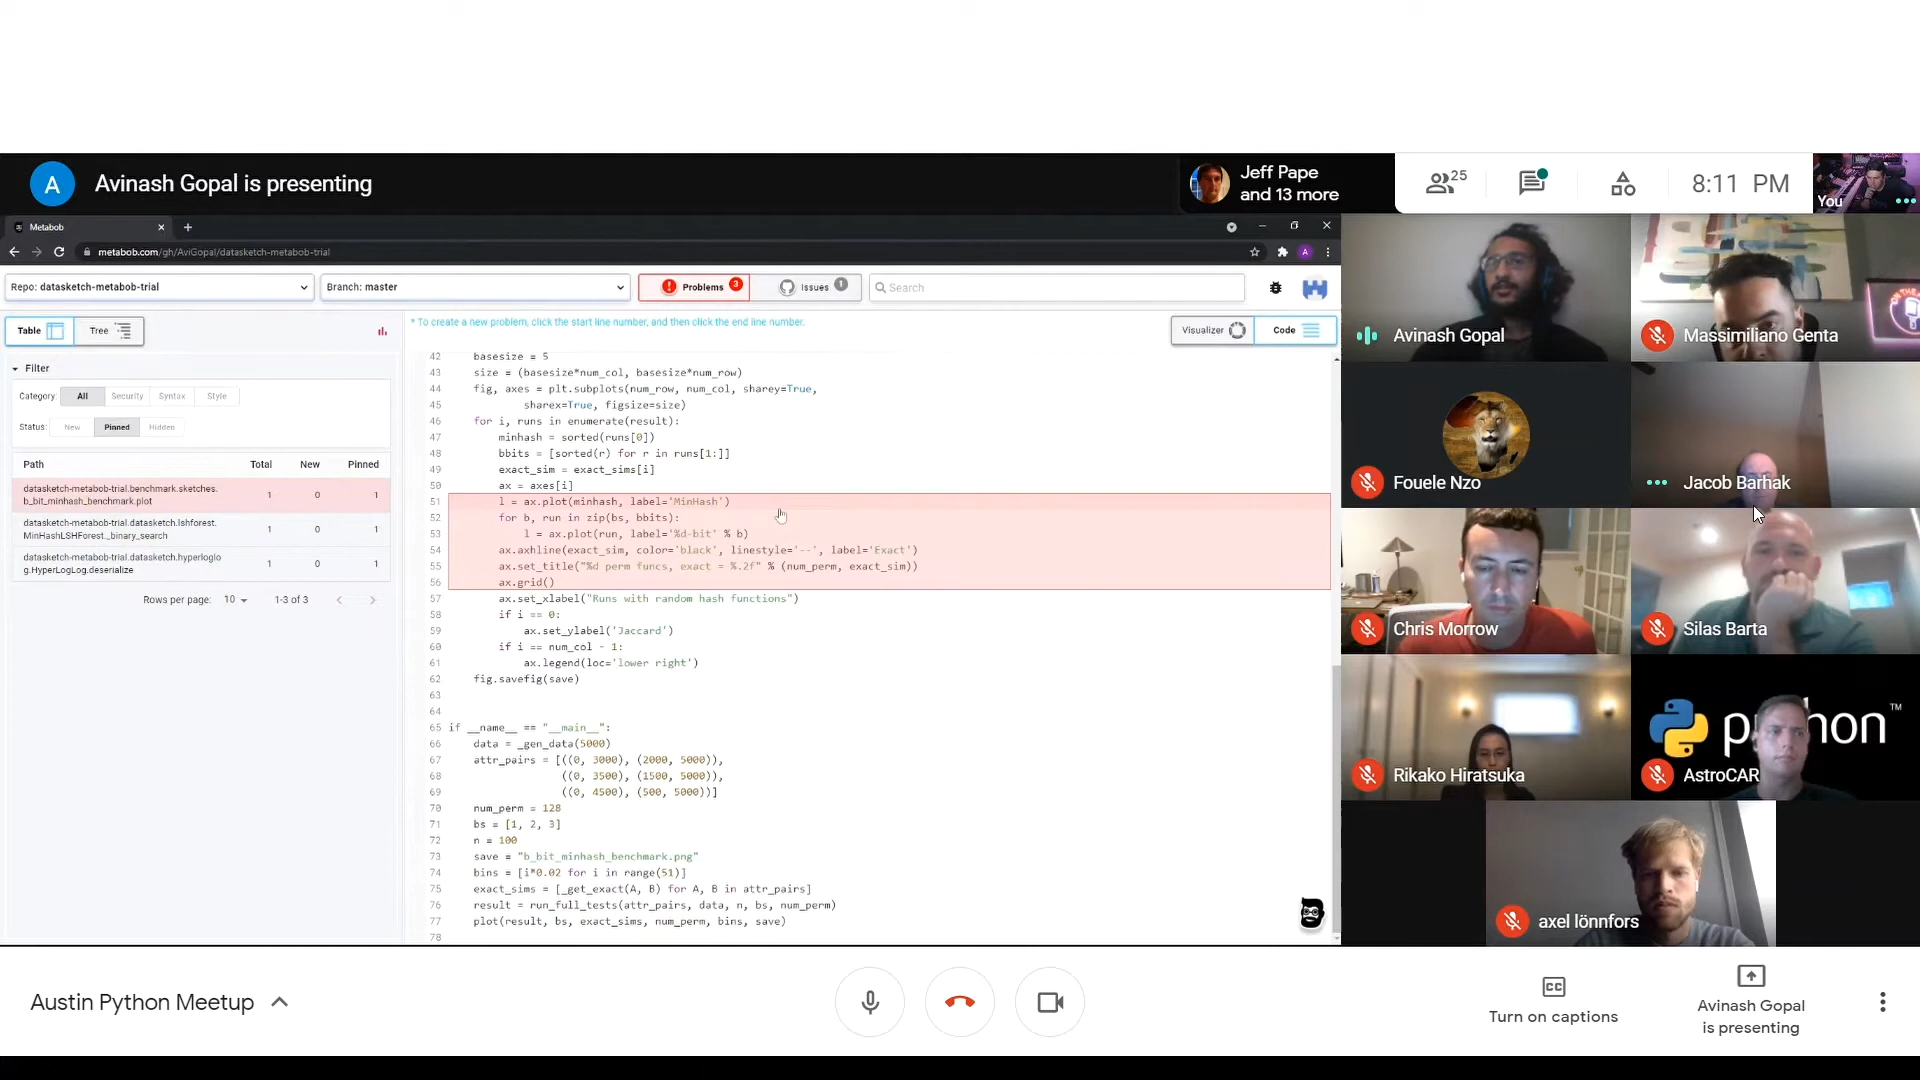 A
Avinash Gopal is presenting
Jeff Pape
and 13 more
25
8:11 PM
You
Metabob
metabob.com/gh/AviGopal/datasketch-metabob-trial
A
Repo: datasketch-metabob-trial
Branch: master
Problems 3
Issues 1
Search
Table
Tree
* To create a new problem, click the start line number, and then click the end line number.
Visualizer
Code
Filter
Category: All Security Syntax Style
Status: New Pinned Hidden
Path Total New Pinned
datasketch-metabob-trial.benchmark.sketches.
b_bit_minhash_benchmark.plot
1 0 1
datasketch-metabob-trial.datasketch.lshforest.
MinHashLSHForest._binary_search
1 0 1
datasketch-metabob-trial.datasketch.hyperloglo
g.HyperLogLog.deserialize
1 0 1
Rows per page: 10 1-3 of 3
42 basesize = 5
43 size = (basesize*num_col, basesize*num_row)
44 fig, axes = plt.subplots(num_row, num_col, sharey=True,
45 sharex=True, figsize=size)
46 for i, runs in enumerate(result):
47 minhash = sorted(runs[0])
48 bbits = [sorted(r) for r in runs[1:]]
49 exact_sim = exact_sims[i]
50 ax = axes[i]
51 l = ax.plot(minhash, label='MinHash')
52 for b, run in zip(bs, bbits):
53 l = ax.plot(run, label='%d-bit' % b)
54 ax.axhline(exact_sim, color='black', linestyle='--', label='Exact')
55 ax.set_title("%d perm funcs, exact = %.2f" % (num_perm, exact_sim))
56 ax.grid()
57 ax.set_xlabel("Runs with random hash functions")
58 if i == 0:
59 ax.set_ylabel('Jaccard')
60 if i == num_col - 1:
61 ax.legend(loc='lower right')
62 fig.savefig(save)
63
64
65 if __name__ == "__main__":
66 data = _gen_data(5000)
67 attr_pairs = [((0, 3000), (2000, 5000)),
68 ((0, 3500), (1500, 5000)),
69 ((0, 4500), (500, 5000))]
70 num_perm = 128
71 bs = [1, 2, 3]
72 n = 100
73 save = "b_bit_minhash_benchmark.png"
74 bins = [i*0.02 for i in range(51)]
75 exact_sims = [_get_exact(A, B) for A, B in attr_pairs]
76 result = run_full_tests(attr_pairs, data, n, bs, num_perm)
77 plot(result, bs, exact_sims, num_perm, bins, save)
78
Avinash Gopal
Massimiliano Genta
Fouele Nzo
Jacob Barhak
Chris Morrow
Silas Barta
Rikako Hiratsuka
AstroCAR
axel lönnfors
Austin Python Meetup
CC
Turn on captions
Avinash Gopal
is presenting